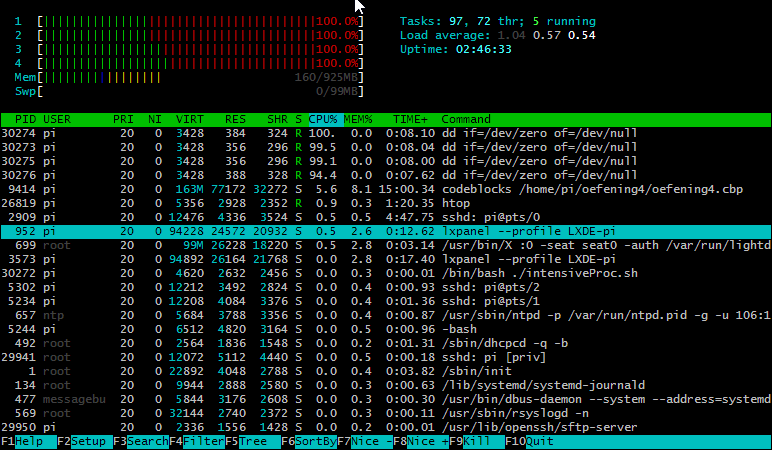 1 [||||||||||||||||||||||||||||||||||||||100.0%] Tasks: 97, 72 thr; 5 running
2 [||||||||||||||||||||||||||||||||||||||100.0%] Load average: 1.04 0.57 0.54
3 [||||||||||||||||||||||||||||||||||||||100.0%] Uptime: 02:46:33
4 [||||||||||||||||||||||||||||||||||||||100.0%]
Mem[||||||||||||||||| 160/925MB]
Swp[ 0/99MB]
PID USER PRI NI VIRT RES SHR S CPU% MEM% TIME+ Command
30274 pi 20 0 3428 384 324 R 100. 0.0 0:08.10 dd if=/dev/zero of=/dev/null
30273 pi 20 0 3428 356 296 R 99.5 0.0 0:08.04 dd if=/dev/zero of=/dev/null
30275 pi 20 0 3428 356 296 R 99.1 0.0 0:08.00 dd if=/dev/zero of=/dev/null
30276 pi 20 0 3428 388 328 R 94.4 0.0 0:07.62 dd if=/dev/zero of=/dev/null
9414 pi 20 0 163M 77172 32272 S 5.6 8.1 15:00.34 codeblocks /home/pi/oefening4/oefening4.cbp
26819 pi 20 0 5356 2928 2352 R 0.9 0.3 1:20.35 htop
2909 pi 20 0 12476 4336 3524 S 0.5 0.5 4:47.75 sshd: pi@pts/0
952 pi 20 0 94228 24572 20932 S 0.5 2.6 0:12.62 lxpanel --profile LXDE-pi
699 root 20 0 99M 26228 18220 S 0.5 2.8 0:03.14 /usr/bin/X :0 -seat seat0 -auth /var/run/lightd
3573 pi 20 0 94892 26164 21768 S 0.0 2.8 0:17.40 lxpanel --profile LXDE-pi
30272 pi 20 0 4620 2632 2456 S 0.0 0.3 0:00.01 /bin/bash ./intensiveProc.sh
5302 pi 20 0 12212 3492 2824 S 0.0 0.4 0:00.93 sshd: pi@pts/2
5234 pi 20 0 12208 4084 3376 S 0.0 0.4 0:01.36 sshd: pi@pts/1
657 ntp 20 0 5684 3788 3356 S 0.0 0.4 0:00.87 /usr/sbin/ntpd -p /var/run/ntpd.pid -g -u 106:1
5244 pi 20 0 6512 4820 3164 S 0.0 0.5 0:00.96 -bash
492 root 20 0 2564 1836 1548 S 0.0 0.2 0:01.31 /sbin/dhcpcd -q -b
29941 root 20 0 12072 5112 4440 S 0.0 0.5 0:00.18 sshd: pi [priv]
1 root 20 0 22892 4048 2788 S 0.0 0.4 0:03.82 /sbin/init
134 root 20 0 9944 2888 2580 S 0.0 0.3 0:00.63 /lib/systemd/systemd-journald
477 messagebu 20 0 5844 3176 2608 S 0.0 0.3 0:00.30 /usr/bin/dbus-daemon --system --address=systemd
569 root 20 0 32144 2740 2372 S 0.0 0.3 0:00.11 /usr/sbin/rsyslogd -n
29950 pi 20 0 2336 1556 1428 S 0.0 0.2 0:00.01 /usr/lib/openssh/sftp-server
F1Help F2Setup F3SearchF4FilterF5Tree F6SortByF7Nice -F8Nice +F9Kill F10Quit